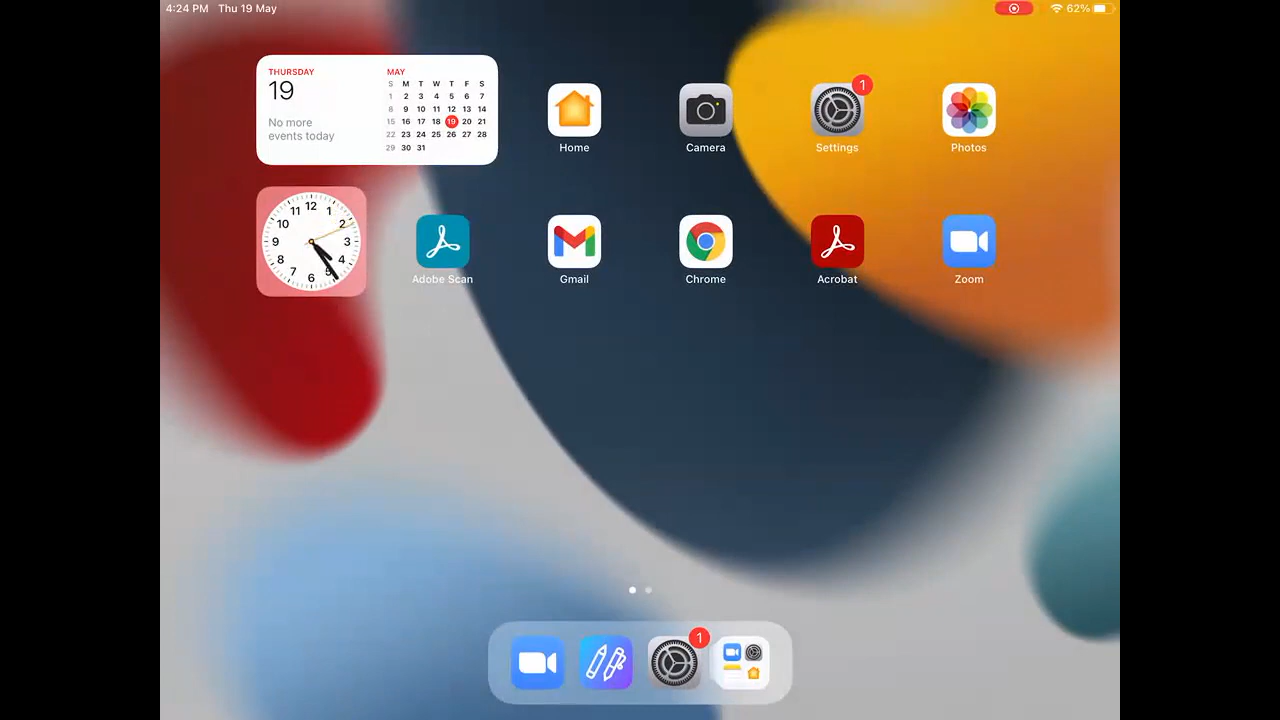 4:24 PM Thu 19 May
62%
THURSDAY
19
No more
events today
MAY
S M T W T F S
1 2 3 4 5 6 7
8 9 10 11 12 13 14
15 16 17 18 19 20 21
22 23 24 25 26 27 28
29 30 31
Home
Camera
1
Settings
Photos
12
1
2
3
4
5
6
7
8
9
10
11
Adobe Scan
Gmail
Chrome
Acrobat
Zoom
1